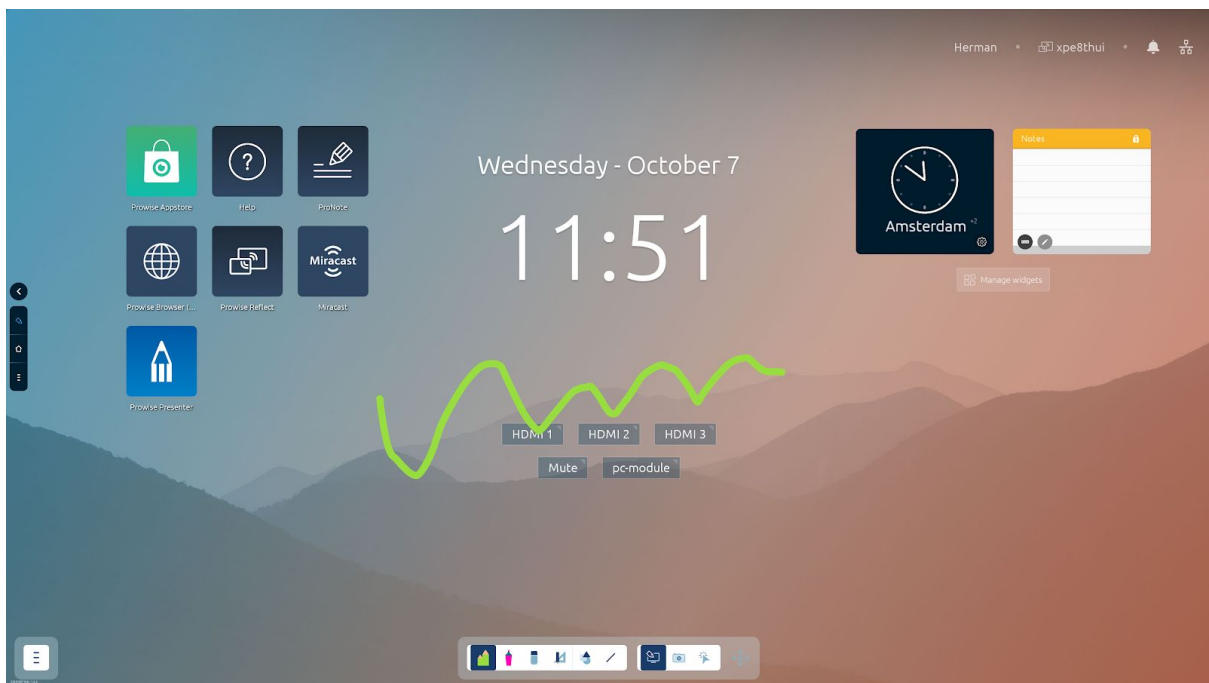 Herman • xpe8thui •
Prowise Appstore
Help
ProNote
Prowise Browser (...
Prowise Reflect
Miracast
Miracast
Prowise Presenter
Wednesday - October 7
11:51
HDMI 1
HDMI 2
HDMI 3
Mute
pc-module
Amsterdam +2
Notes
Manage widgets